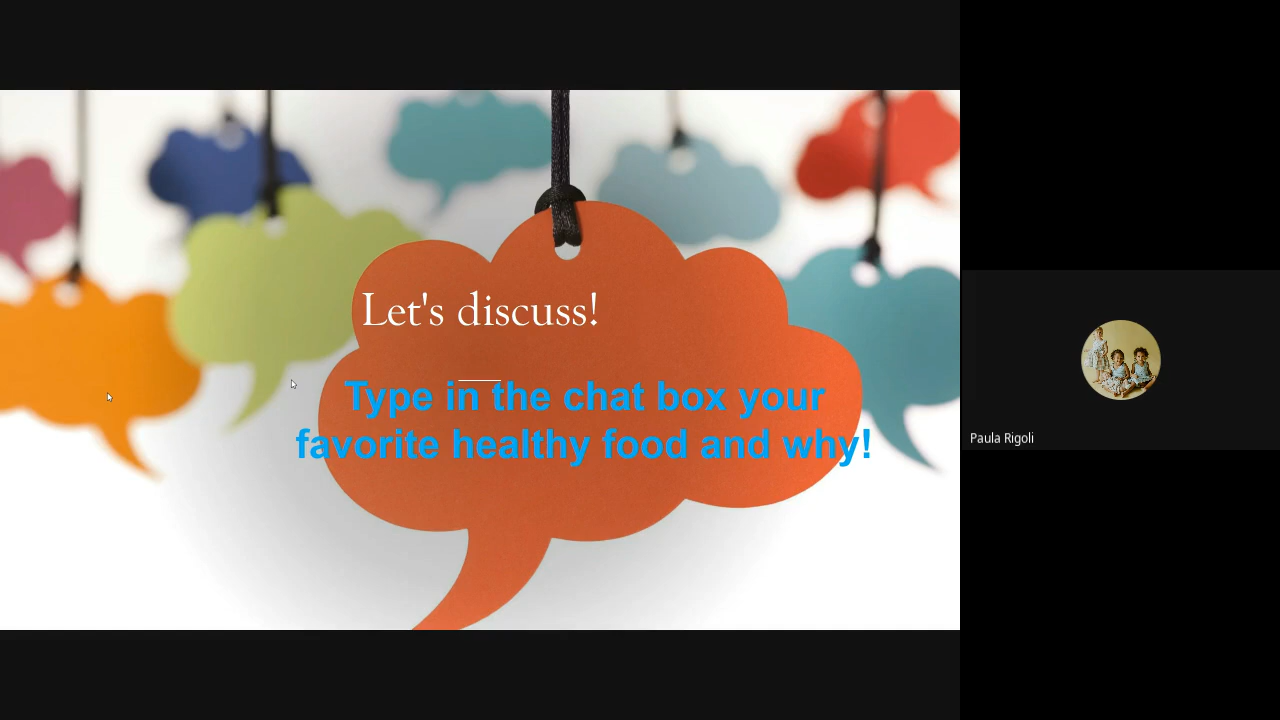 Let's discuss!
Type in the chat box your
favorite healthy food and why!
Paula Rigoli